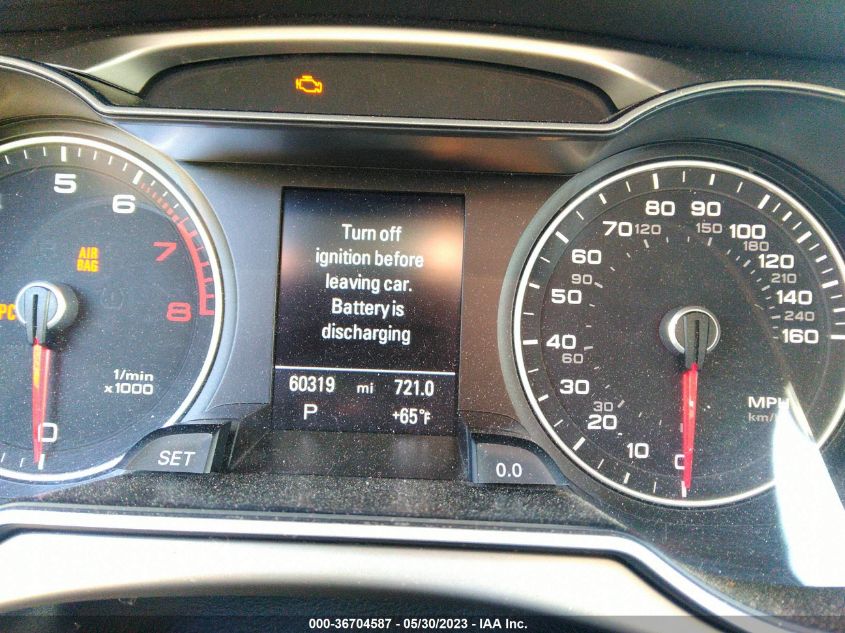 5
6
7
8
AIR
BAG
PC
1/min
x1000
0
SET
Turn off
ignition before
leaving car.
Battery is
discharging
60319 mi 721.0
P +65°F
0.0
0
10
20
30
30
40
60
50
60
90
70
120
80
90
150
100
180
120
210
140
240
160
MPH
000-36704587 - 05/30/2023 - IAA Inc.